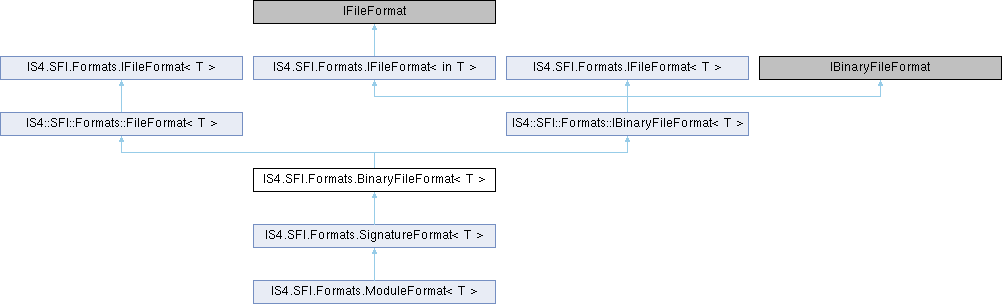 IFileFormat
IS4.SFI.Formats.IFileFormat< T >
IS4.SFI.Formats.IFileFormat< in T >
IS4.SFI.Formats.IFileFormat< T >
IBinaryFileFormat
IS4::SFI::Formats::FileFormat< T >
IS4::SFI::Formats::IBinaryFileFormat< T >
IS4.SFI.Formats.BinaryFileFormat< T >
IS4.SFI.Formats.SignatureFormat< T >
IS4.SFI.Formats.ModuleFormat< T >